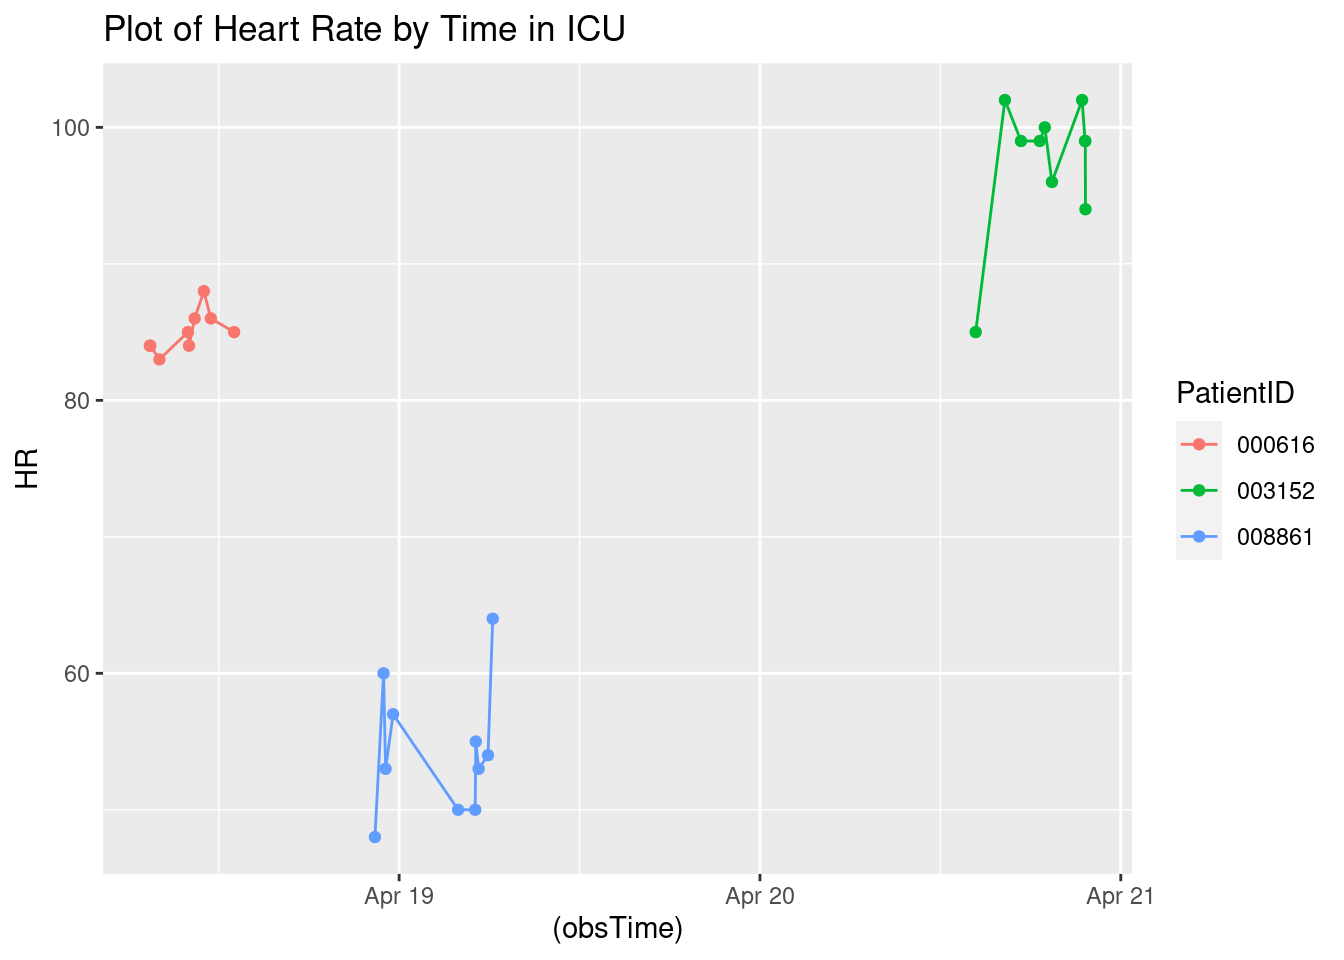 Plot of Heart Rate by Time in ICU
100
80
60
HR
Apr 19
Apr 20
Apr 21
(obsTime)
PatientID
000616
003152
008861